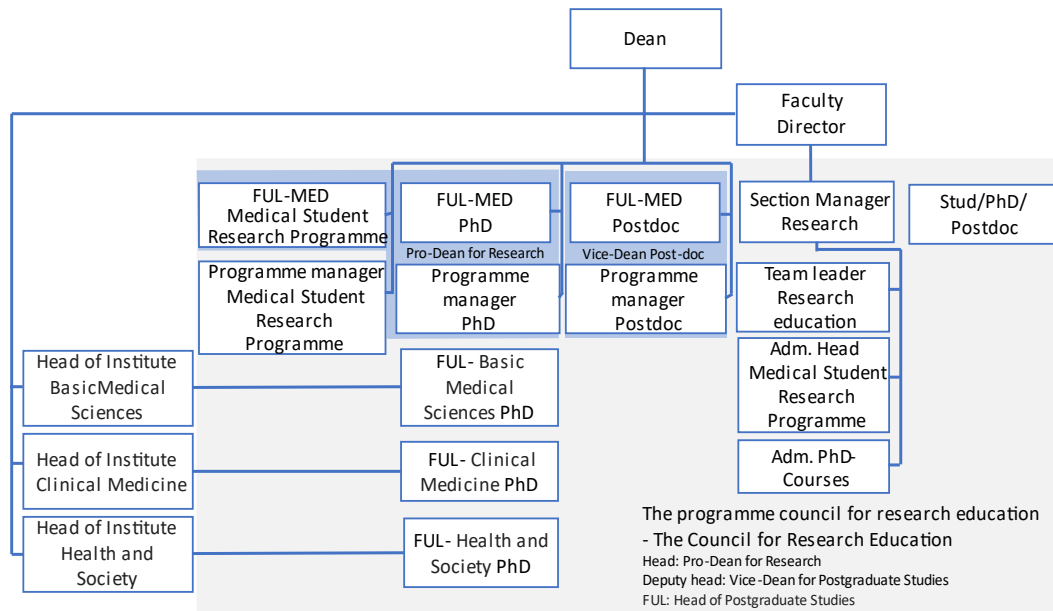 Dean
Faculty
Director
FUL-MED
Medical Student
Research Programme
FUL-MED
PhD
Pro-Dean for Research
FUL-MED
Postdoc
Vice-Dean Post-doc
Section Manager
Research
Stud/PhD/
Postdoc
Programme manager
Medical Student
Research
Programme
Programme
manager
PhD
Programme
manager
Postdoc
Team leader
Research
education
Head of Institute
BasicMedical
Sciences
FUL- Basic
Medical
Sciences PhD
Adm. Head
Medical Student
Research
Programme
Head of Institute
Clinical Medicine
FUL- Clinical
Medicine PhD
Adm. PhD-
Courses
Head of Institute
Health and
Society
FUL- Health and
Society PhD
The programme council for research education
- The Council for Research Education
Head: Pro-Dean for Research
Deputy head: Vice-Dean for Postgraduate Studies
FUL: Head of Postgraduate Studies